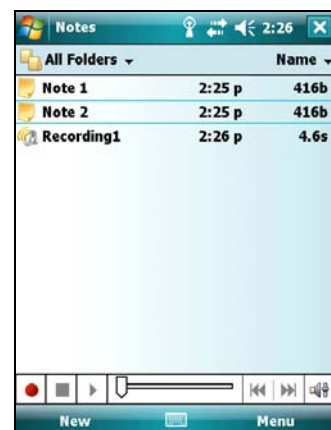 Notes 2:26
All Folders Name
Note 1 2:25 p 416b
Note 2 2:25 p 416b
Recording1 2:26 p 4.6s
New Menu